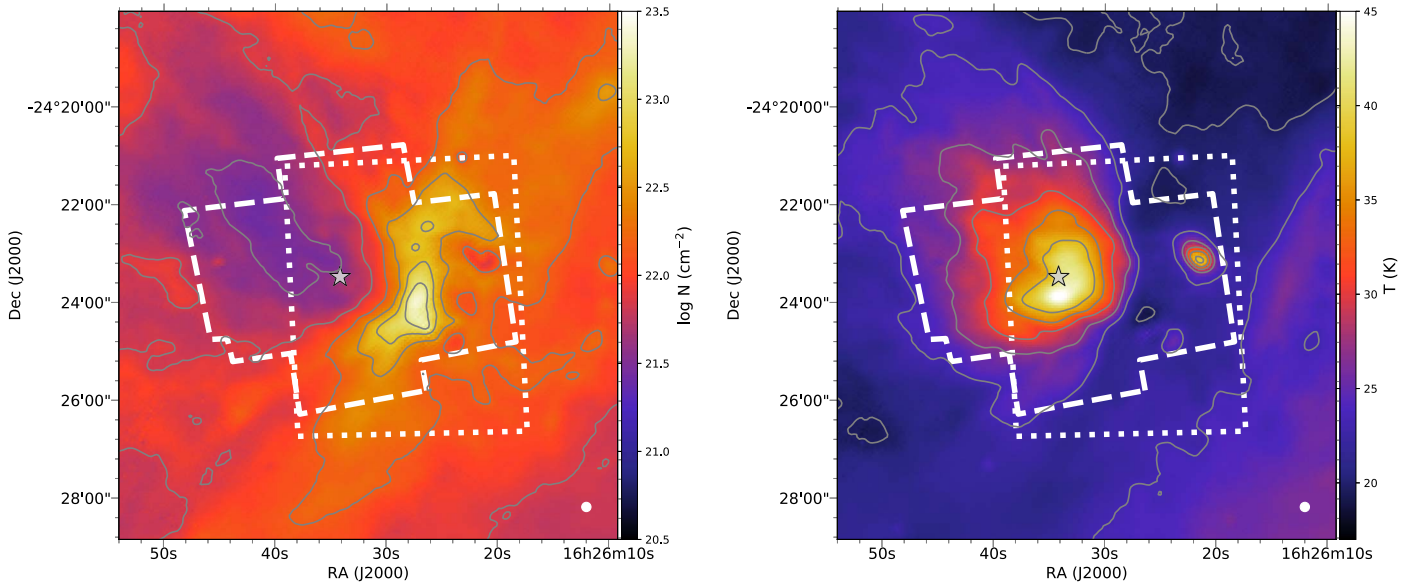 -24°20'00"
22'00"
24'00"
26'00"
28'00"
Dec (J2000)
50s
40s
30s
20s
16h26m10s
RA (J2000)
23.5
23.0
22.5
22.0
21.5
21.0
20.5
log N (cm⁻²)
-24°20'00"
22'00"
24'00"
26'00"
28'00"
Dec (J2000)
50s
40s
30s
20s
16h26m10s
RA (J2000)
45
40
35
30
25
20
T (K)